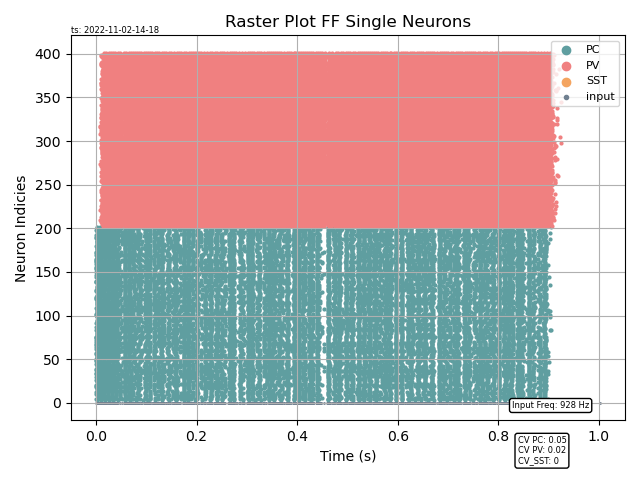 Raster Plot FF Single Neurons
ts: 2022-11-02-14-18
PC
PV
SST
input
400
350
300
250
200
150
100
50
0
Neuron Indicies
Input Freq: 928 Hz
0.0 0.2 0.4 0.6 0.8 1.0
Time (s)
CV PC: 0.05
CV PV: 0.02
CV_SST: 0